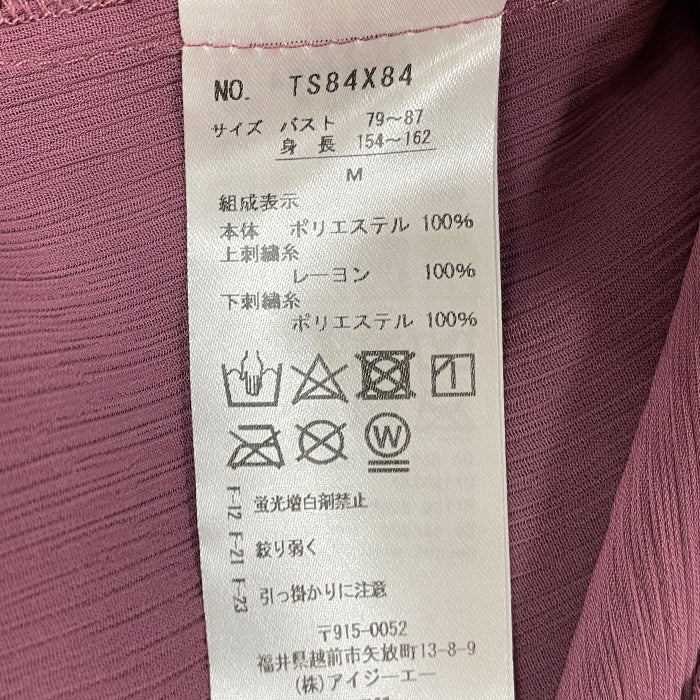 NO. TS84X84
サイズ バスト 79～87
身 長 154～162
M
組成表示
本体 ポリエステル 100%
上刺繍糸
レーヨン 100%
下刺繍糸
ポリエステル 100%
W
F-12 蛍光増白剤禁止
F-21 絞り弱く
F-23 引っ掛かりに注意
〒915-0052
福井県越前市矢放町13-8-9
(株)アイジーエー